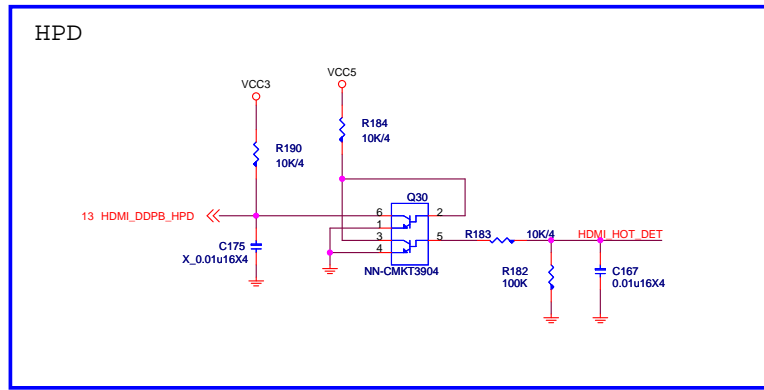 HPD
VCC3
VCC5
R184
10K/4
R190
10K/4
Q30
13 HDMI_DDPB_HPD
6
2
1
3
5
4
R183
10K/4
HDMI_HOT_DET
C175
X_0.01u16X4
NN-CMKT3904
R182
100K
C167
0.01u16X4